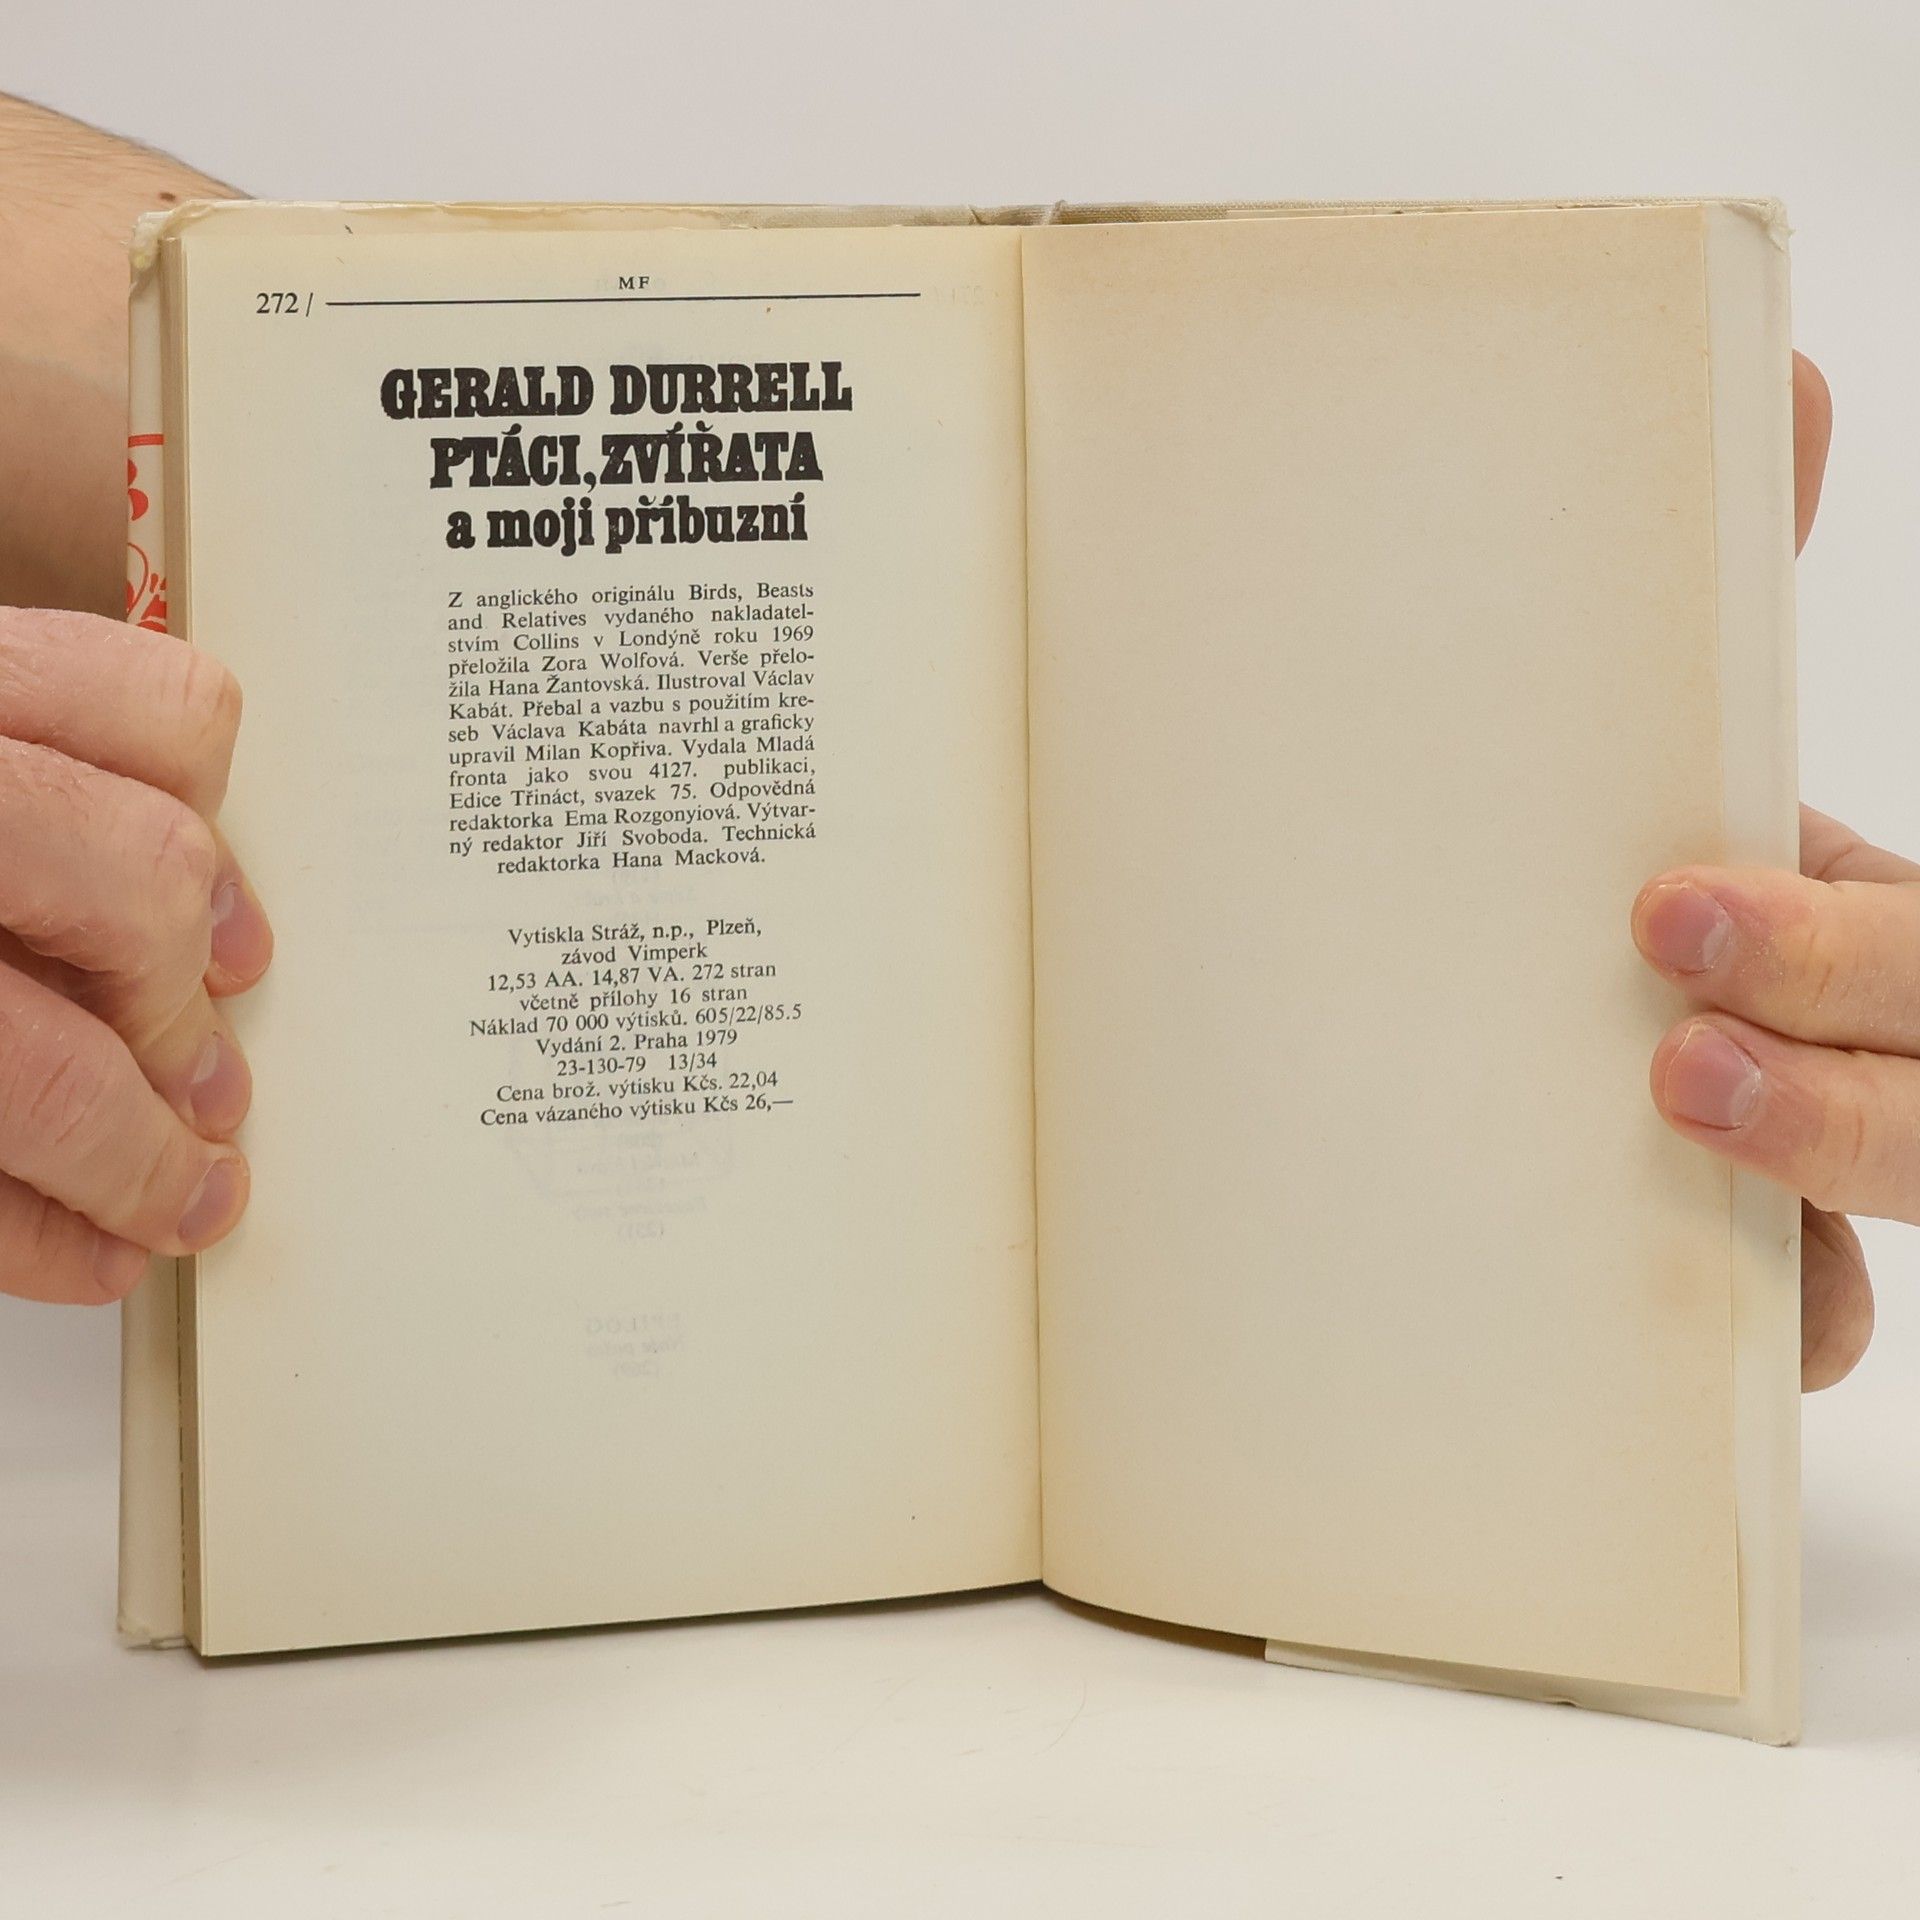 MF
272 /
GERALD DURRELL
PTÁCI, ZVÍŘATA
a moji příbuzní
Z anglického originálu Birds, Beasts
and Relatives vydaného nakladatel-
stvím Collins v Londýně roku 1969
přeložila Zora Wolfová. Verše přelo-
žila Hana Žantovská. Ilustroval Václav
Kabát. Přebal a vazbu s použitím kre-
seb Václava Kabáta navrhl a graficky
upravil Milan Kopřiva. Vydala Mladá
fronta jako svou 4127. publikaci,
Edice Třináct, svazek 75. Odpovědná
redaktorka Ema Rozgonyiová. Výtvar-
ný redaktor Jiří Svoboda. Technická
redaktorka Hana Macková.
Vytiskla Stráž, n.p., Plzeň,
závod Vimperk
12,53 AA. 14,87 VA. 272 stran
včetně přílohy 16 stran
Náklad 70 000 výtisků. 605/22/85.5
Vydání 2. Praha 1979
23-130-79 13/34
Cena brož. výtisku Kčs. 22,04
Cena vázaného výtisku Kčs 26,—